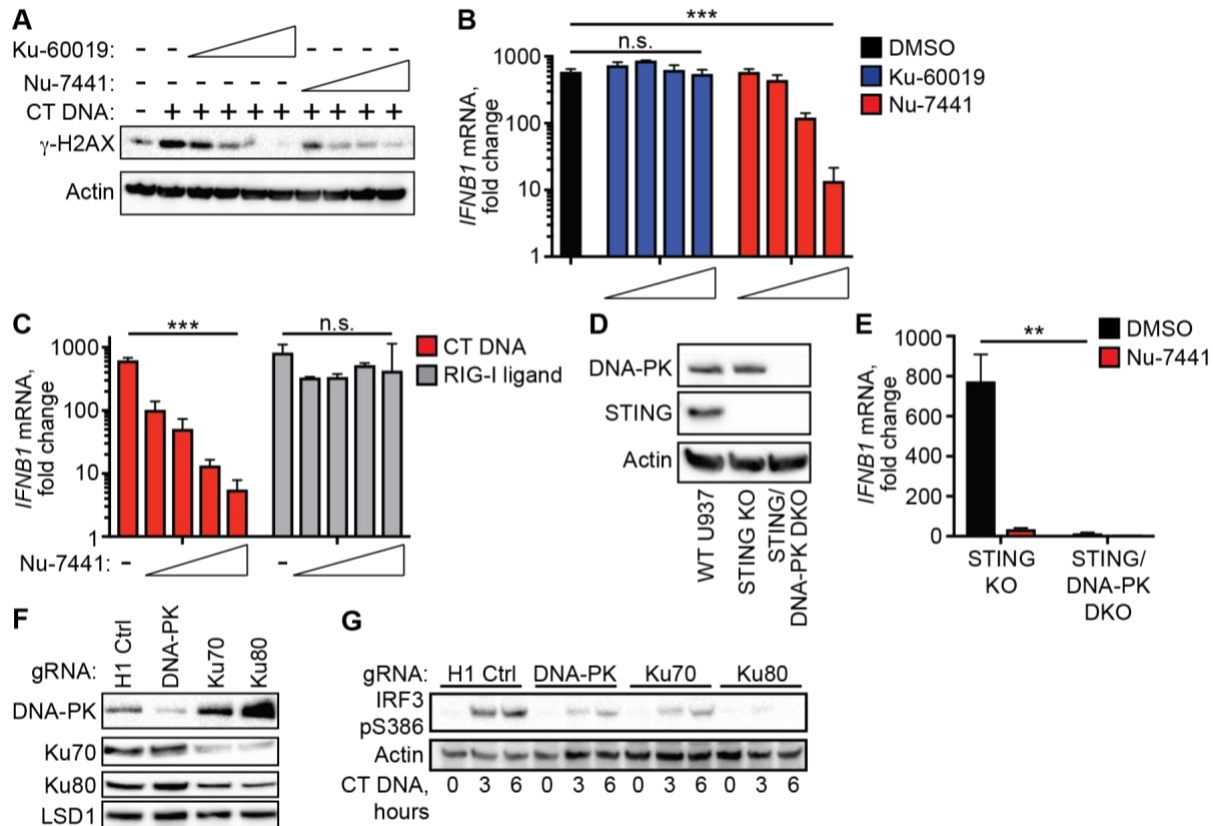 A
Ku-60019: - - - - - -
Nu-7441: - - - - - -
CT DNA: - + + + + + + + + +
γ-H2AX
Actin
B
***
n.s.
1000
100
10
1
IFNB1 mRNA,
fold change
DMSO
Ku-60019
Nu-7441
C
***
n.s.
1000
100
10
1
IFNB1 mRNA,
fold change
Nu-7441: - -
CT DNA
RIG-I ligand
D
DNA-PK
STING
Actin
WT U937
STING KO
STING/
DNA-PK DKO
E
**
1000
800
600
400
200
0
IFNB1 mRNA,
fold change
DMSO
Nu-7441
STING
KO
STING/
DNA-PK
DKO
F
gRNA: H1 Ctrl DNA-PK Ku70 Ku80
DNA-PK
Ku70
Ku80
LSD1
G
gRNA: H1 Ctrl DNA-PK Ku70 Ku80
IRF3
pS386
Actin
CT DNA, 0 3 6 0 3 6 0 3 6 0 3 6
hours